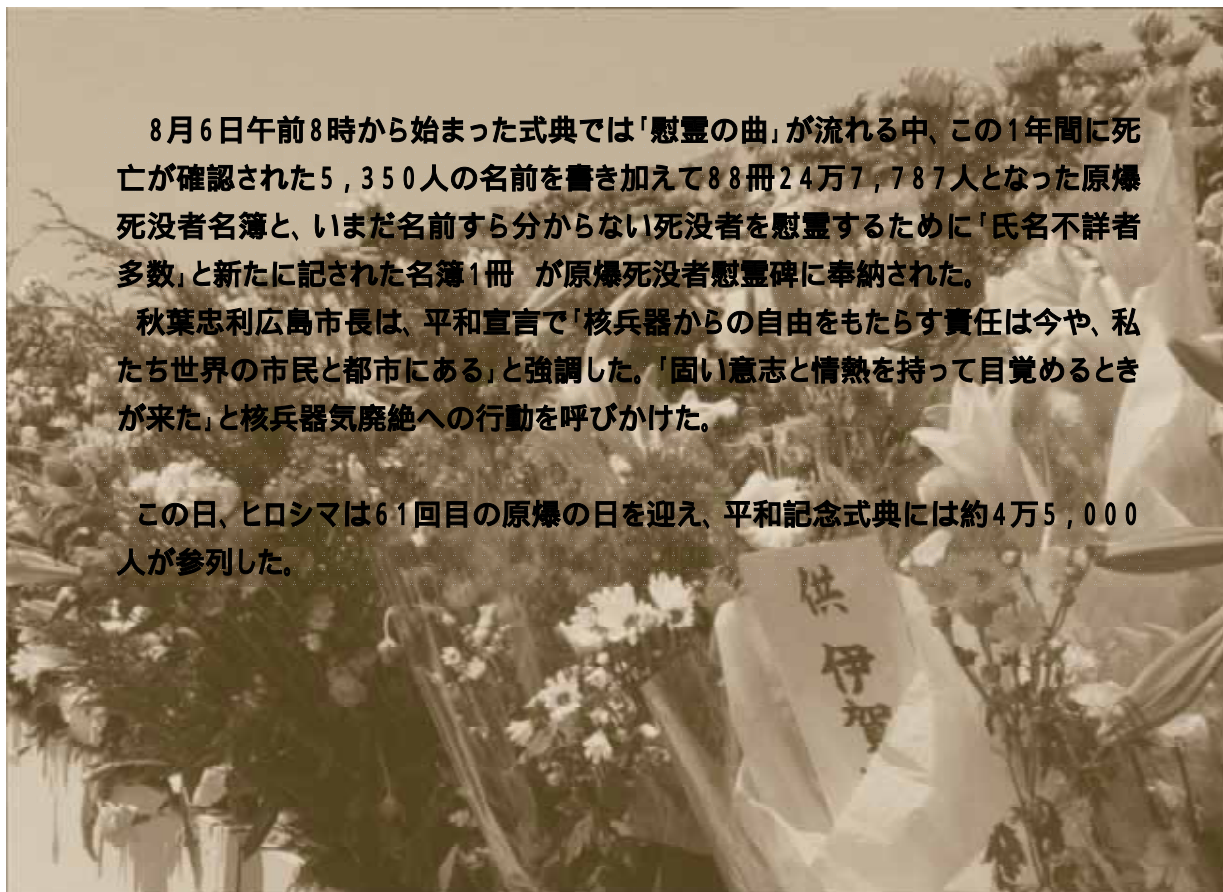 8月6日午前8時から始まった式典では「慰霊の曲」が流れる中、この1年間に死
亡が確認された5,350人の名前を書き加えて88冊24万7,787人となった原爆
死没者名簿と、いまだ名前すら分からない死没者を慰霊するために「氏名不詳者
多数」と新たに記された名簿1冊 が原爆死没者慰霊碑に奉納された。
秋葉忠利広島市長は、平和宣言で「核兵器からの自由をもたらす責任は今や、私
たち世界の市民と都市にある」と強調した。「固い意志と情熱を持って目覚めるとき
が来た」と核兵器気廃絶への行動を呼びかけた。
この日、ヒロシマは61回目の原爆の日を迎え、平和記念式典には約4万5,000
人が参列した。
供
伊
賀